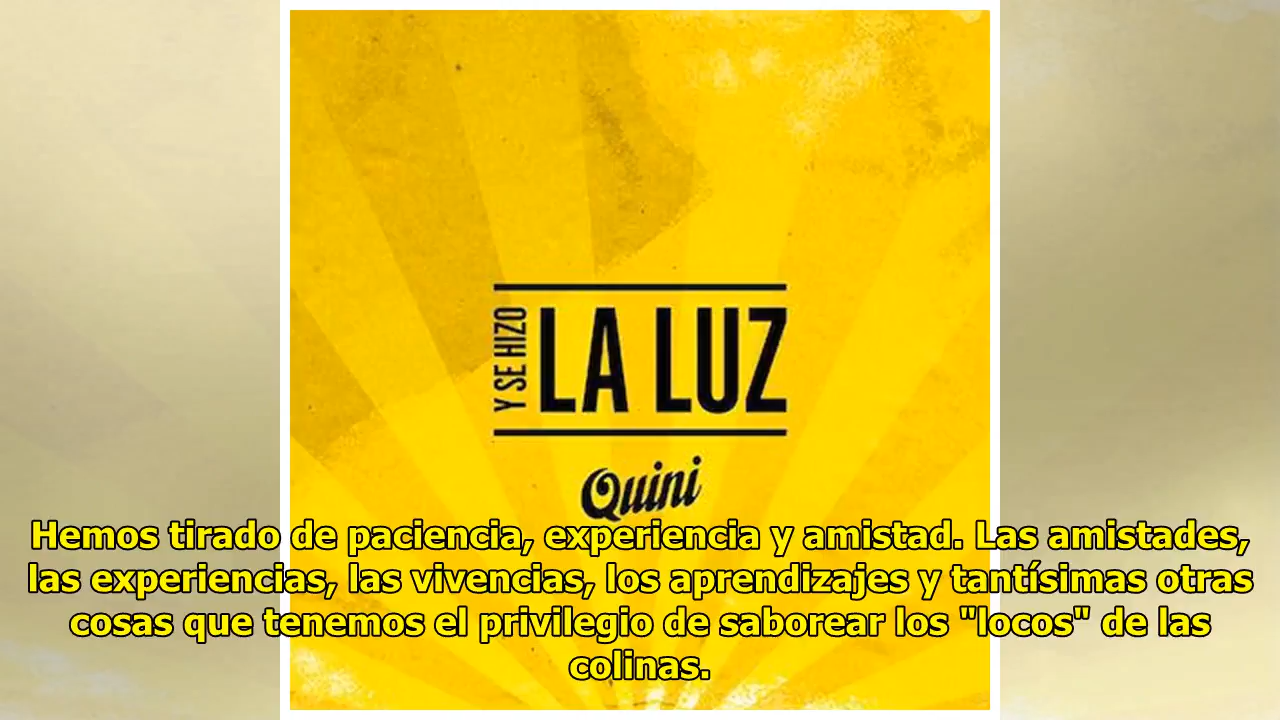 Y SE HIZO
LA LUZ
Quini
Hemos tirado de paciencia, experiencia y amistad. Las amistades,
las experiencias, las vivencias, los aprendizajes y tantísimas otras
cosas que tenemos el privilegio de saborear los "locos" de las
colinas.